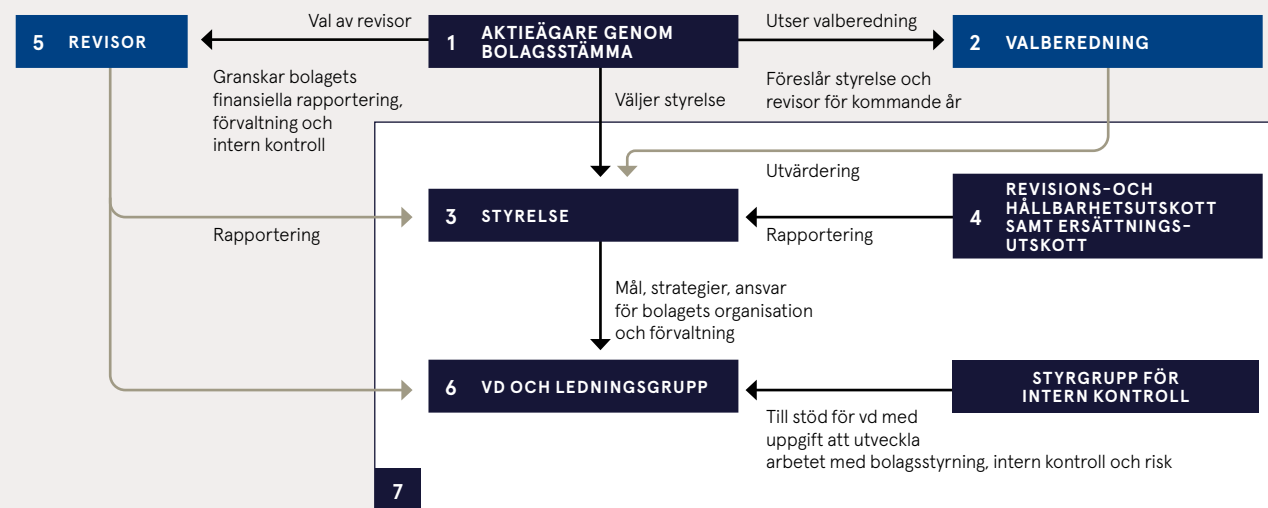 5 REVISOR
Val av revisor
1 AKTIEÄGARE GENOM
BOLAGSSTÄMMA
Utser valberedning
2 VALBEREDNING
Granskar bolagets
finansiella rapportering,
förvaltning och
intern kontroll
Väljer styrelse
Föreslår styrelse och
revisor för kommande år
Utvärdering
3 STYRELSE
4 REVISIONS-OCH
HÅLLBARHETSUTSKOTT
SAMT ERSÄTTNINGS-
UTSKOTT
Rapportering
Rapportering
Mål, strategier, ansvar
för bolagets organisation
och förvaltning
6 VD OCH LEDNINGSGRUPP
STYRGRUPP FÖR
INTERN KONTROLL
Till stöd för vd med
uppgift att utveckla
arbetet med bolagsstyrning, intern kontroll och risk
7